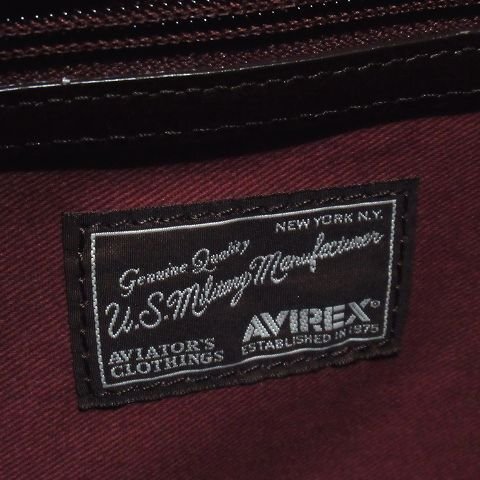 NEW YORK N.Y.
Genuine Quality
U.S. Military Manufacturer
AVIATOR'S
CLOTHINGS
AVIREX®
ESTABLISHED IN 1975